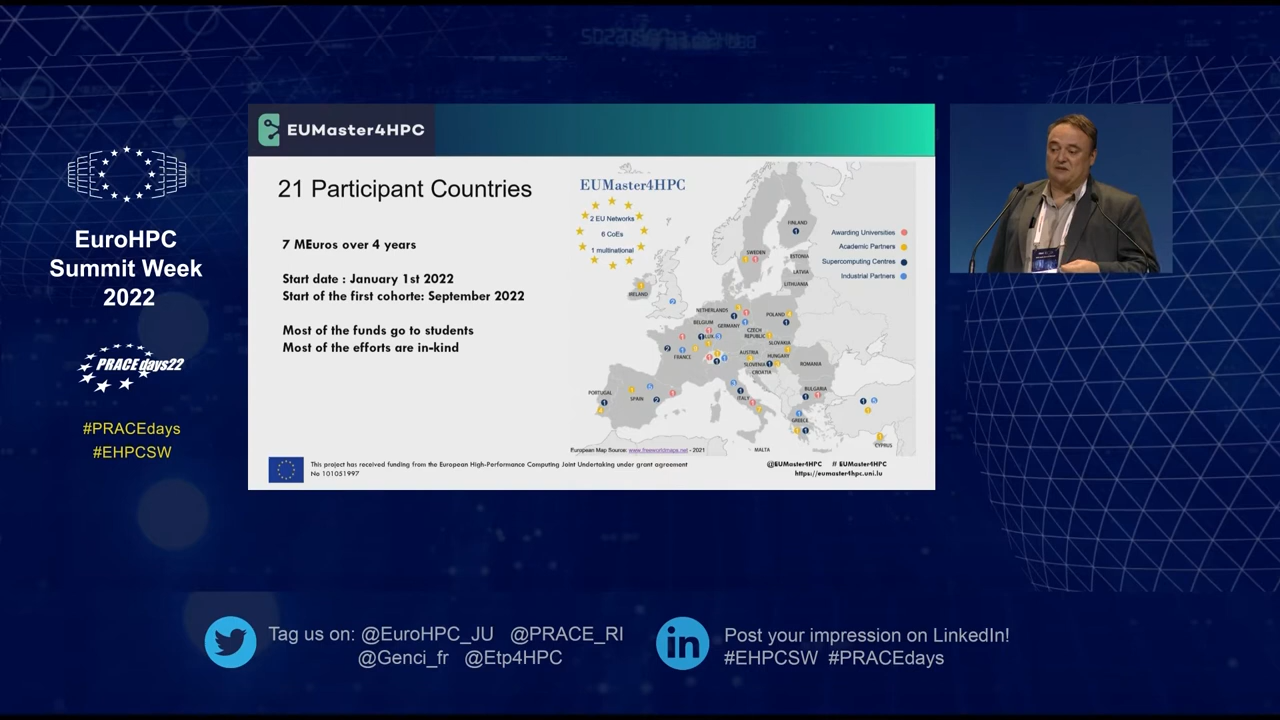 EuroHPC
Summit Week
2022
PRACEdays22
#PRACEdays
#EHPCSW
EUMaster4HPC
21 Participant Countries
7 MEuros over 4 years
Start date : January 1st 2022
Start of the first cohorte: September 2022
Most of the funds go to students
Most of the efforts are in-kind
EUMaster4HPC
2 EU Networks
6 CoEs
1 multinational
Awarding Universities
Academic Partners
Supercomputing Centres
Industrial Partners
FINLAND
SWEDEN
ESTONIA
LATVIA
LITHUANIA
IRELAND
NETHERLANDS
POLAND
BELGIUM
GERMANY
LUX
CZECH
REPUBLIC
SLOVAKIA
FRANCE
AUSTRIA
HUNGARY
SLOVENIA
ROMANIA
CROATIA
PORTUGAL
SPAIN
ITALY
BULGARIA
GREECE
CYPRUS
MALTA
European Map Source: www.freeworldmaps.net - 2021
This project has received funding from the European High-Performance Computing Joint Undertaking under grant agreement
No 101051997
@EUMaster4HPC # EUMaster4HPC
https://eumaster4hpc.uni.lu
Tag us on: @EuroHPC_JU @PRACE_RI
@Genci_fr @Etp4HPC
in
Post your impression on LinkedIn!
#EHPCSW #PRACEdays